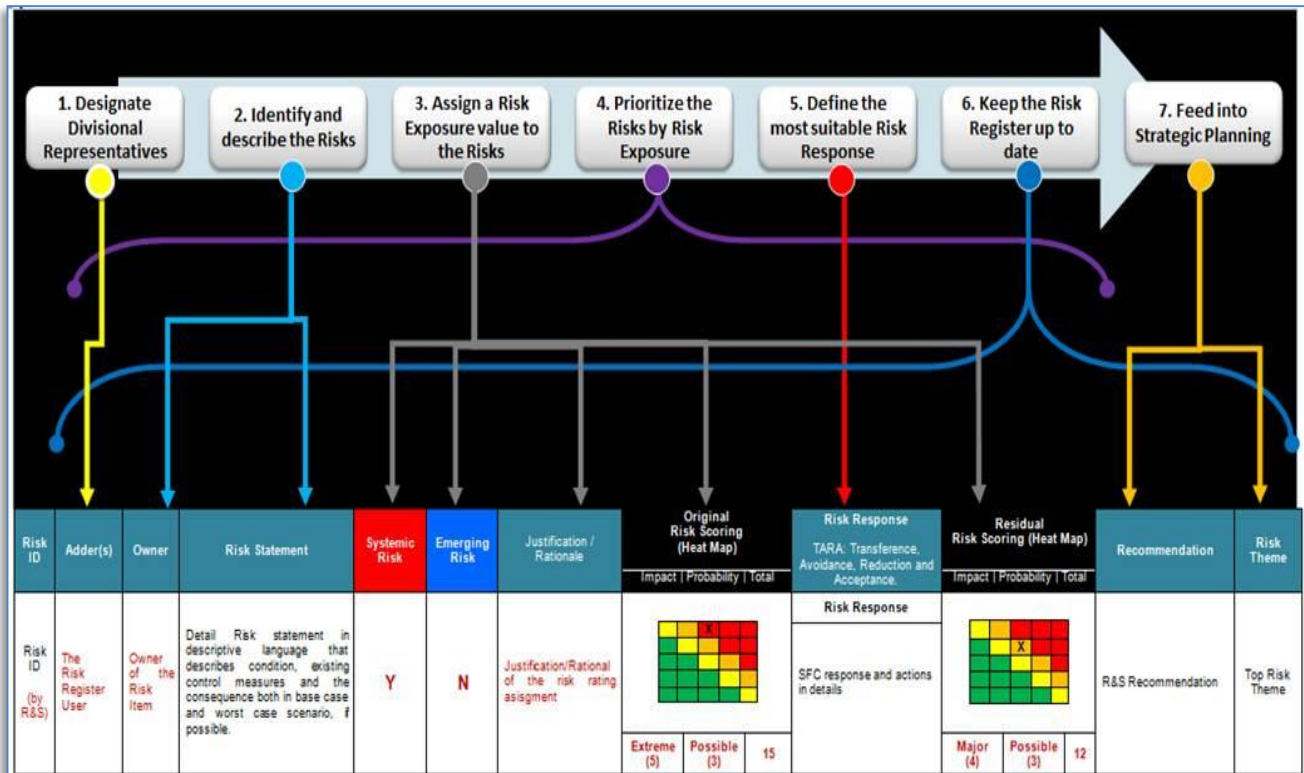 1. Designate
Divisional
Representatives
2. Identify and
describe the Risks
3. Assign a Risk
Exposure value to
the Risks
4. Prioritize the
Risks by Risk
Exposure
5. Define the
most suitable Risk
Response
6. Keep the Risk
Register up to
date
7. Feed into
Strategic Planning
Risk
ID
Adder(s)
Owner
Risk Statement
Systemic
Risk
Emerging
Risk
Justification /
Rationale
Original
Risk Scoring
(Heat Map)
Impact | Probability | Total
Risk Response
TARA: Transference,
Avoidance, Reduction and
Acceptance.
Residual
Risk Scoring (Heat Map)
Impact | Probability | Total
Recommendation
Risk
Theme
Risk
ID
(by
R&S)
The
Risk
Register
User
Owner
of the
Risk
Item
Detail Risk statement in
descriptive language that
describes condition, existing
control measures and the
consequence both in base case
and worst case scenario, if
possible.
Y
N
Justification/Rational
of the risk rating
asisgment
X
Extreme
(5)
Possible
(3)
15
Risk Response
SFC response and actions
in details
X
Major
(4)
Possible
(3)
12
R&S Recommendation
Top Risk
Theme